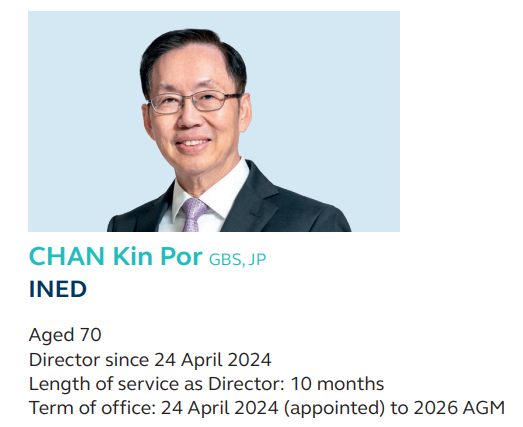 CHAN Kin Por GBS, JP
INED
Aged 70
Director since 24 April 2024
Length of service as Director: 10 months
Term of office: 24 April 2024 (appointed) to 2026 AGM